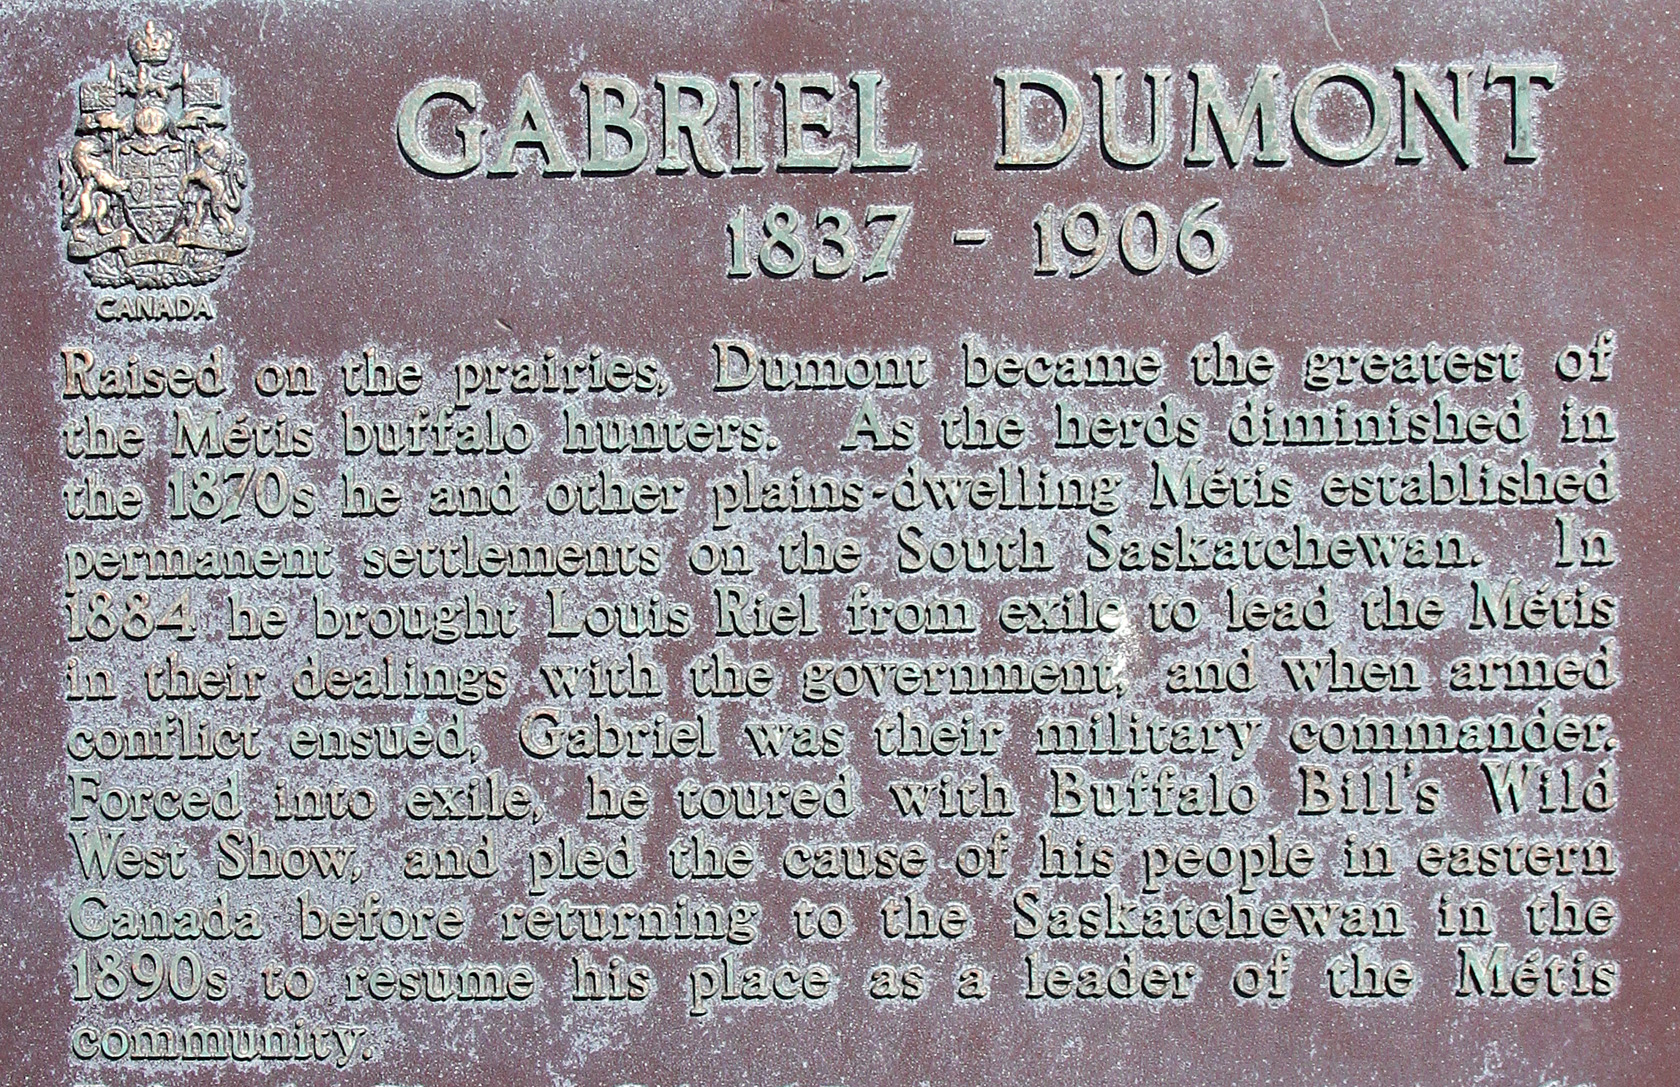 GABRIEL DUMONT
1837 - 1906
CANADA
Raised on the prairies, Dumont became the greatest of
the Métis buffalo hunters. As the herds diminished in
the 1870s he and other plains-dwelling Métis established
permanent settlements on the South Saskatchewan. In
1884 he brought Louis Riel from exile to lead the Métis
in their dealings with the government, and when armed
conflict ensued, Gabriel was their military commander.
Forced into exile, he toured with Buffalo Bill's Wild
West Show, and pled the cause of his people in eastern
Canada before returning to the Saskatchewan in the
1890s to resume his place as a leader of the Métis
community.